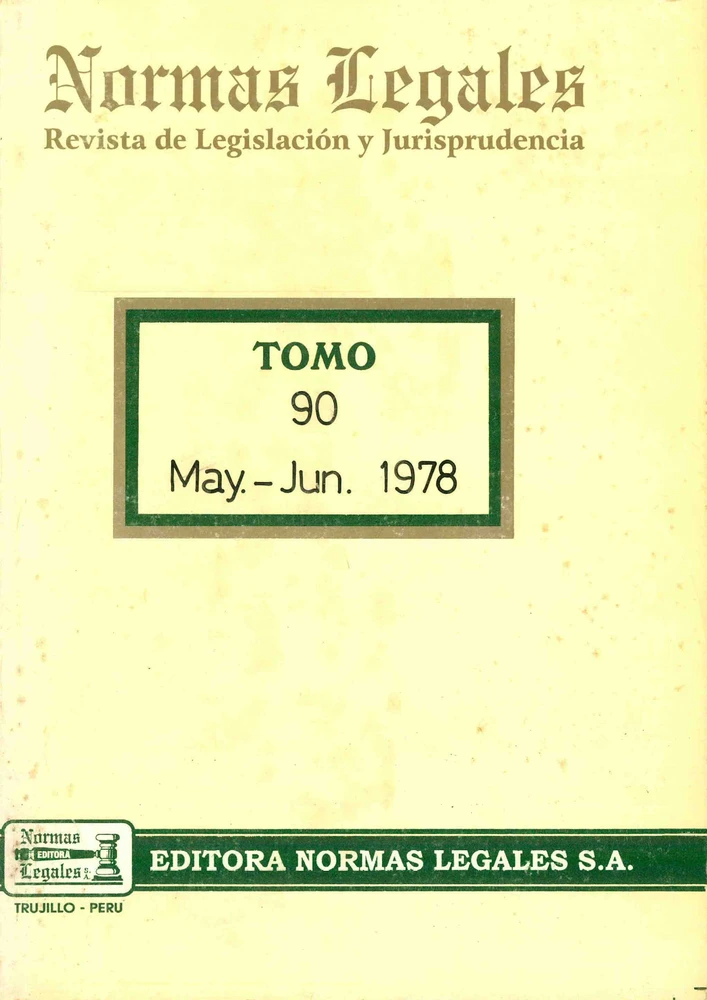 Normas Legales
Revista de Legislación y Jurisprudencia
TOMO
90
May.-Jun. 1978
Normas
EDITORA
Legales S.A.
EDITORA NORMAS LEGALES S.A.
TRUJILLO - PERU